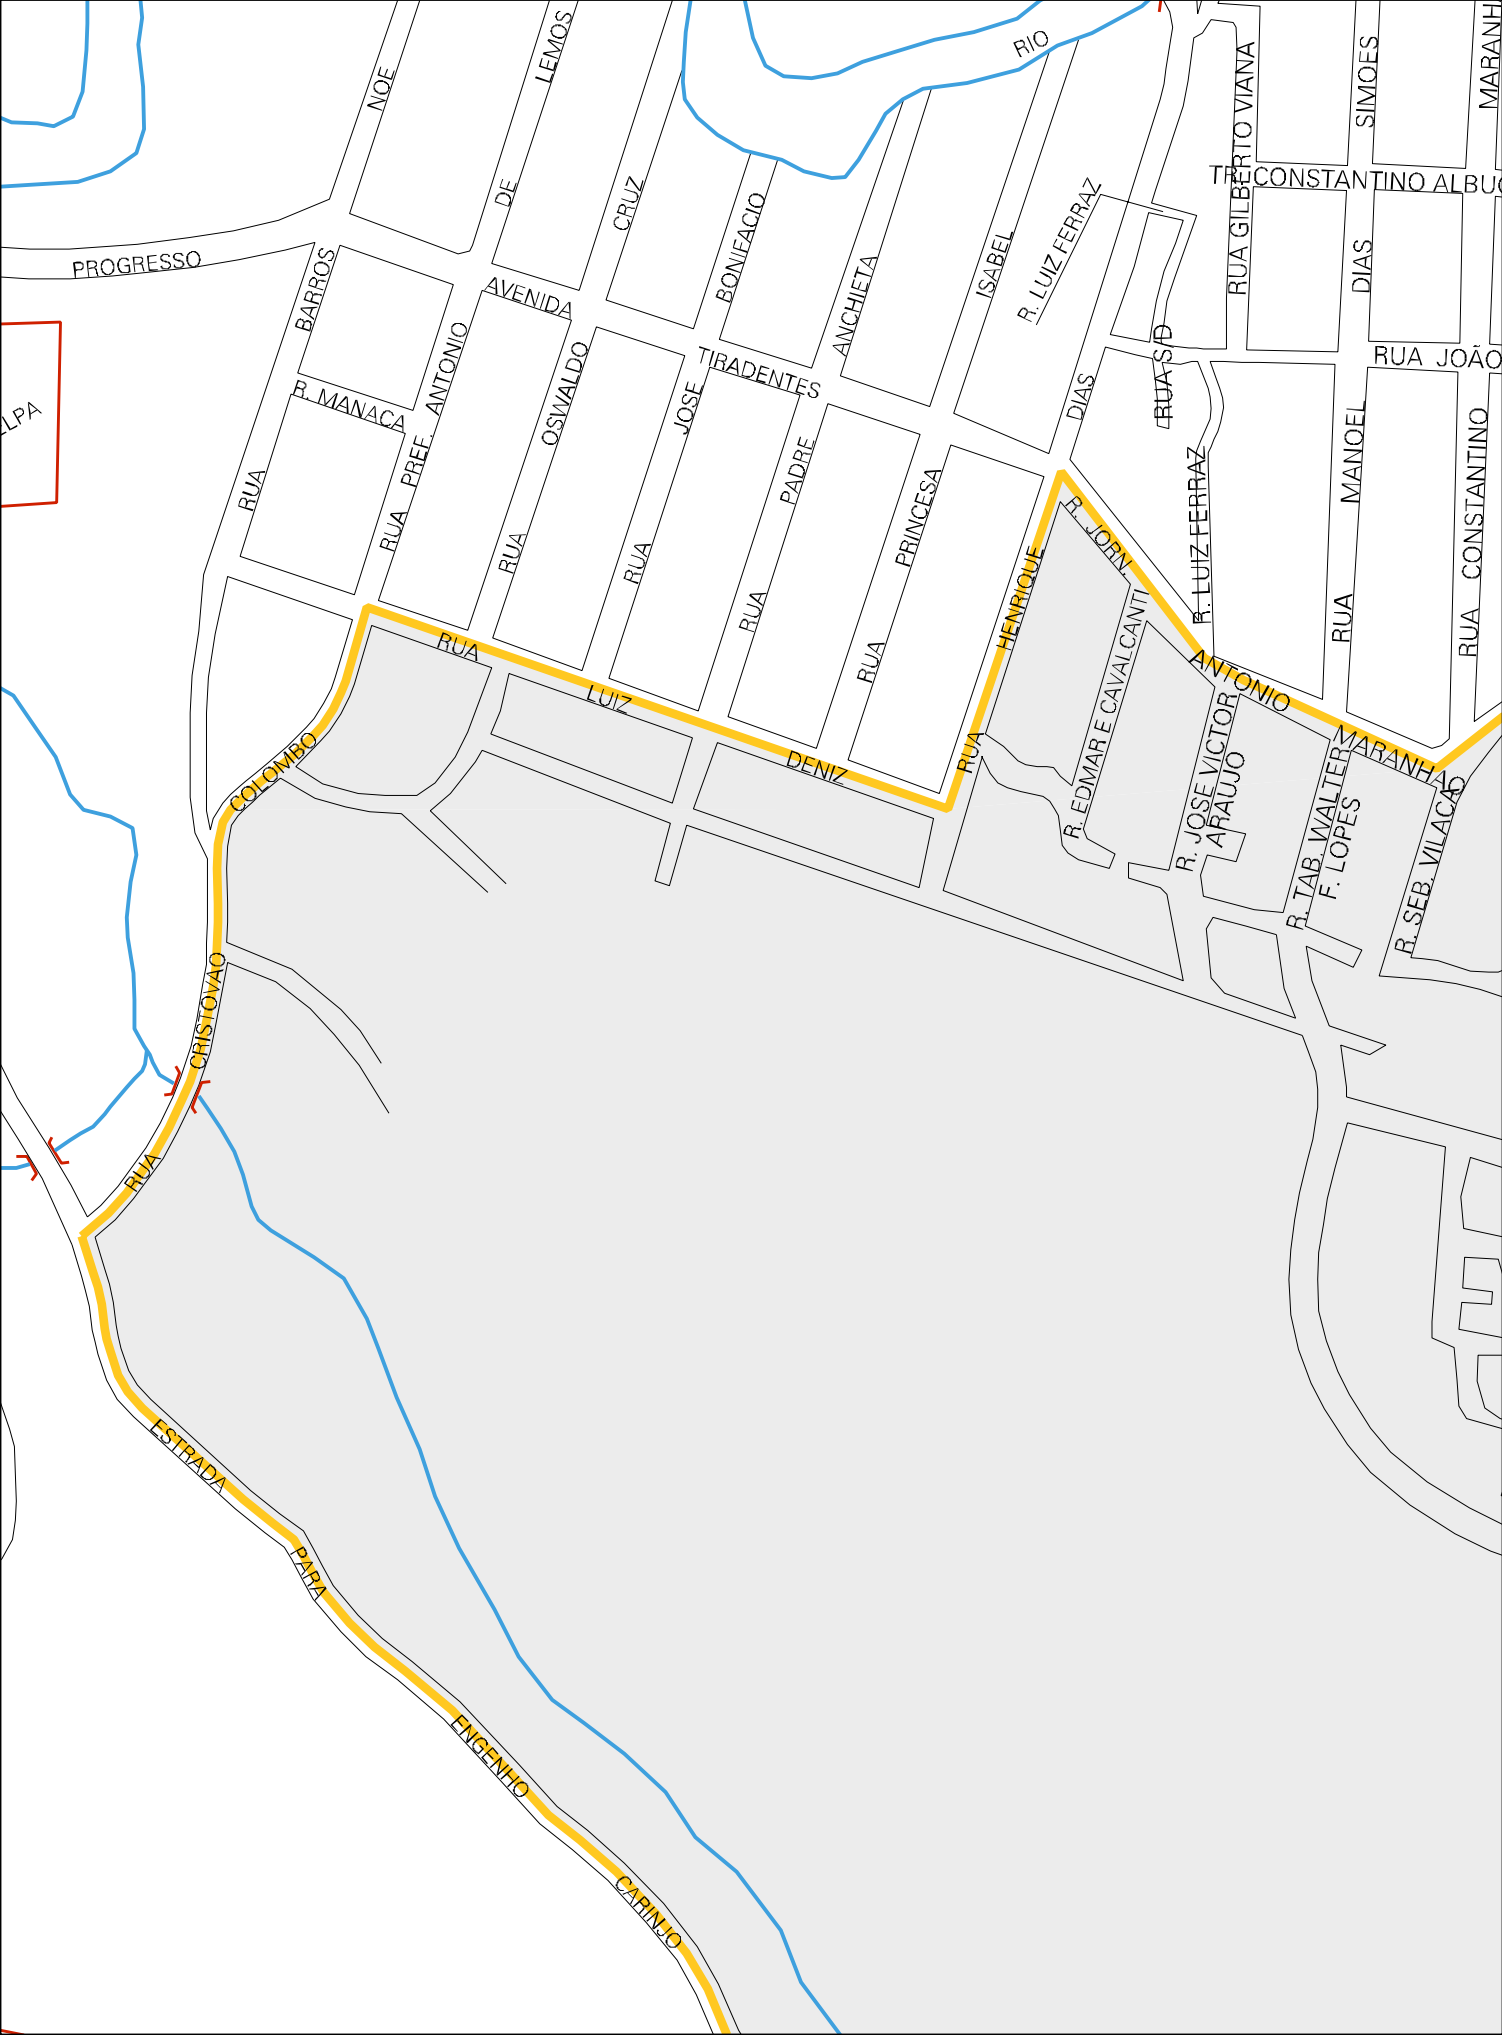 RIO
RUA NOE BARROS
LEMOS
DE
CRUZ
BONIFACIO
ANCHIETA
ISABEL
R. LUIZ FERRAZ
RUA GILBERTO VIANA
SIMOES
DIAS
MANOEL
RUA
MARANH
CONSTANTINO ALBU
PROGRESSO
AVENIDA
TIRADENTES
R. MANACA
RUA PREF. ANTONIO
RUA OSWALDO
RUA JOSE
RUA PADRE
RUA PRINCESA
RUA HENRIQUE DIAS
RUA S/D
RUA JOÃO
RUA CONSTANTINO
R. LUIZ FERRAZ
R. JORN.
ANTONIO
MARANHAO
RUA
LUIZ
DENIZ
R. EDMAR E CAVALCANTI
R. JOSE VICTOR
ARAUJO
R. TAB. WALTER
F. LOPES
R. SEB. VILACA
RUA
CRISTOVAO
COLOMBO
ESTRADA
PARA
ENGENHO
CARINJO